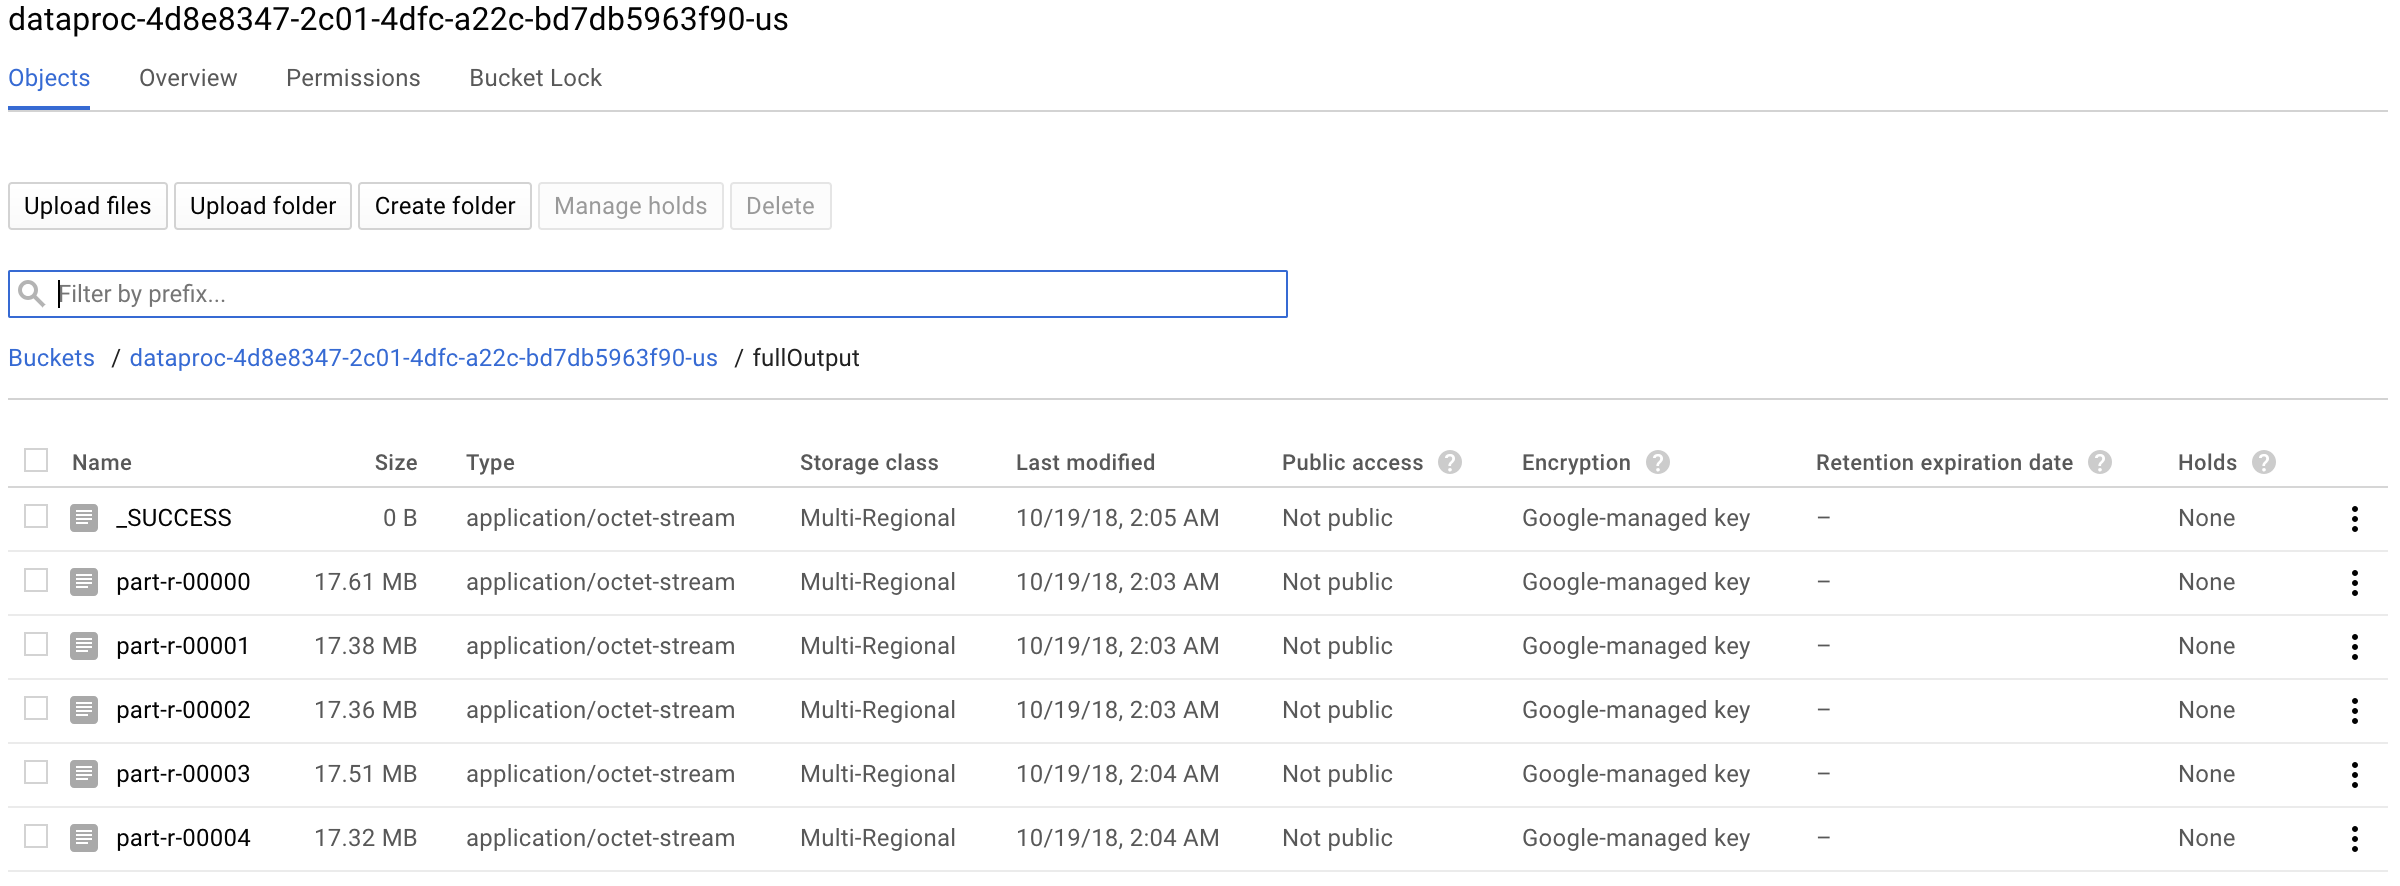 dataproc-4d8e8347-2c01-4dfc-a22c-bd7db5963f90-us
Objects Overview Permissions Bucket Lock
Upload files Upload folder Create folder Manage holds Delete
Filter by prefix...
Buckets / dataproc-4d8e8347-2c01-4dfc-a22c-bd7db5963f90-us / fullOutput
Name Size Type Storage class Last modified Public access ? Encryption ? Retention expiration date ? Holds ?
_SUCCESS 0 B application/octet-stream Multi-Regional 10/19/18, 2:05 AM Not public Google-managed key – None
part-r-00000 17.61 MB application/octet-stream Multi-Regional 10/19/18, 2:03 AM Not public Google-managed key – None
part-r-00001 17.38 MB application/octet-stream Multi-Regional 10/19/18, 2:03 AM Not public Google-managed key – None
part-r-00002 17.36 MB application/octet-stream Multi-Regional 10/19/18, 2:03 AM Not public Google-managed key – None
part-r-00003 17.51 MB application/octet-stream Multi-Regional 10/19/18, 2:04 AM Not public Google-managed key – None
part-r-00004 17.32 MB application/octet-stream Multi-Regional 10/19/18, 2:04 AM Not public Google-managed key – None